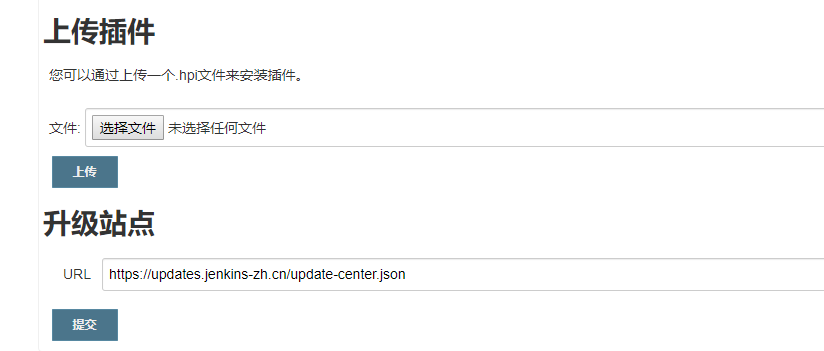 上传插件
您可以通过上传一个.hpi文件来安装插件。
文件: 选择文件 未选择任何文件
上传
升级站点
URL https://updates.jenkins-zh.cn/update-center.json
提交